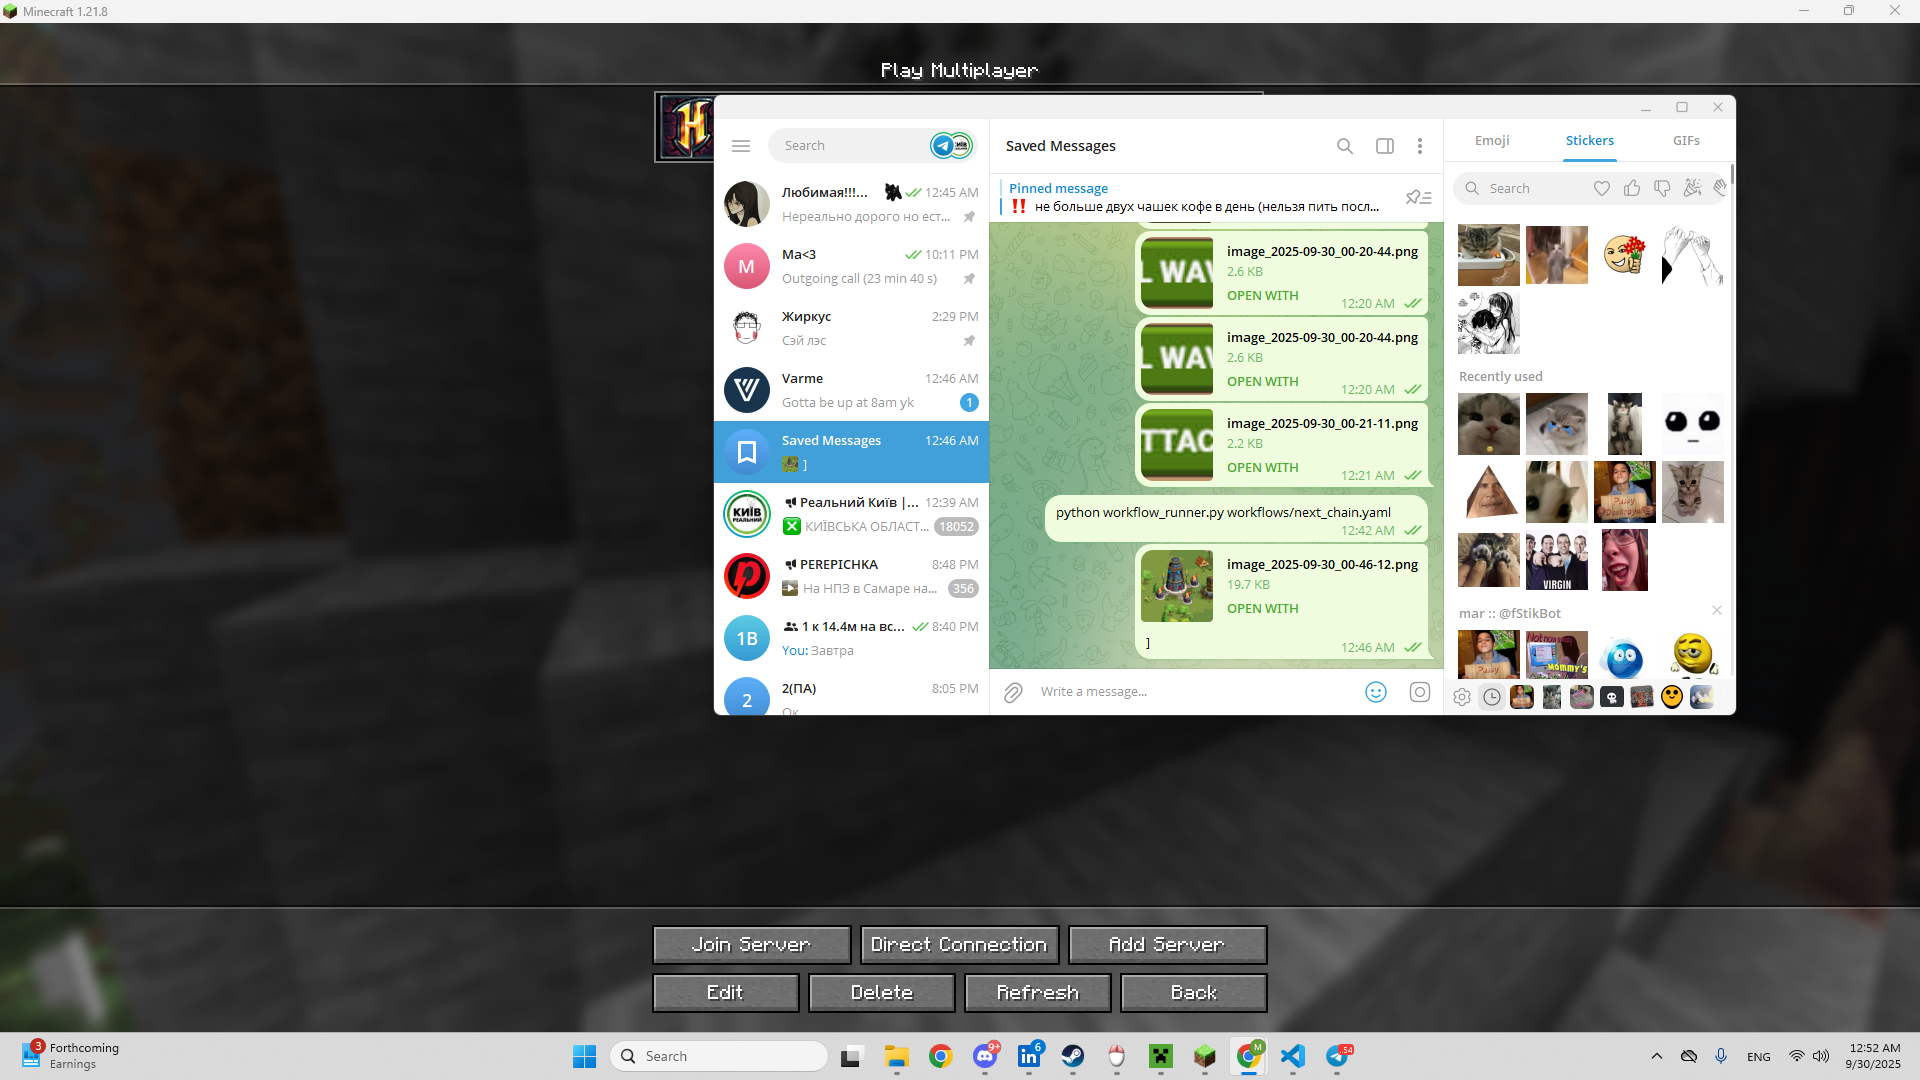 Minecraft 1.21.8
Play Multiplayer
Search
Любимая!!!... 12:45 AM
Нереально дорого но ест...
M
Ma<3 10:11 PM
Outgoing call (23 min 40 s)
Жиркус 2:29 PM
Сэй лэс
Varme 12:46 AM
Gotta be up at 8am yk 1
Saved Messages 12:46 AM
]
КИЇВ
РЕАЛЬНИЙ
Реальний Київ |... 12:39 AM
КИЇВСЬКА ОБЛАСТ... 18052
PEREPICHKA 8:48 PM
На НПЗ в Самаре на... 356
1В
1 к 14.4м на вс... 8:40 PM
You: Завтра
2
2(ПА) 8:05 PM
Ок
Saved Messages
Pinned message
‼️ не больше двух чашек кофе в день (нельзя пить посл...
L WAV
image_2025-09-30_00-20-44.png
2.6 KB
OPEN WITH
12:20 AM
L WAV
image_2025-09-30_00-20-44.png
2.6 KB
OPEN WITH
12:20 AM
TTAC
image_2025-09-30_00-21-11.png
2.2 KB
OPEN WITH
12:21 AM
python workflow_runner.py workflows/next_chain.yaml
12:42 AM
image_2025-09-30_00-46-12.png
19.7 KB
OPEN WITH
]
12:46 AM
Write a message...
Emoji Stickers GIFs
Search
Recently used
VIRGIN
mar :: @fStikBot
Join Server Direct Connection Add Server
Edit Delete Refresh Back
3
Forthcoming
Earnings
Search
9+
6
M
54
ENG
12:52 AM
9/30/2025